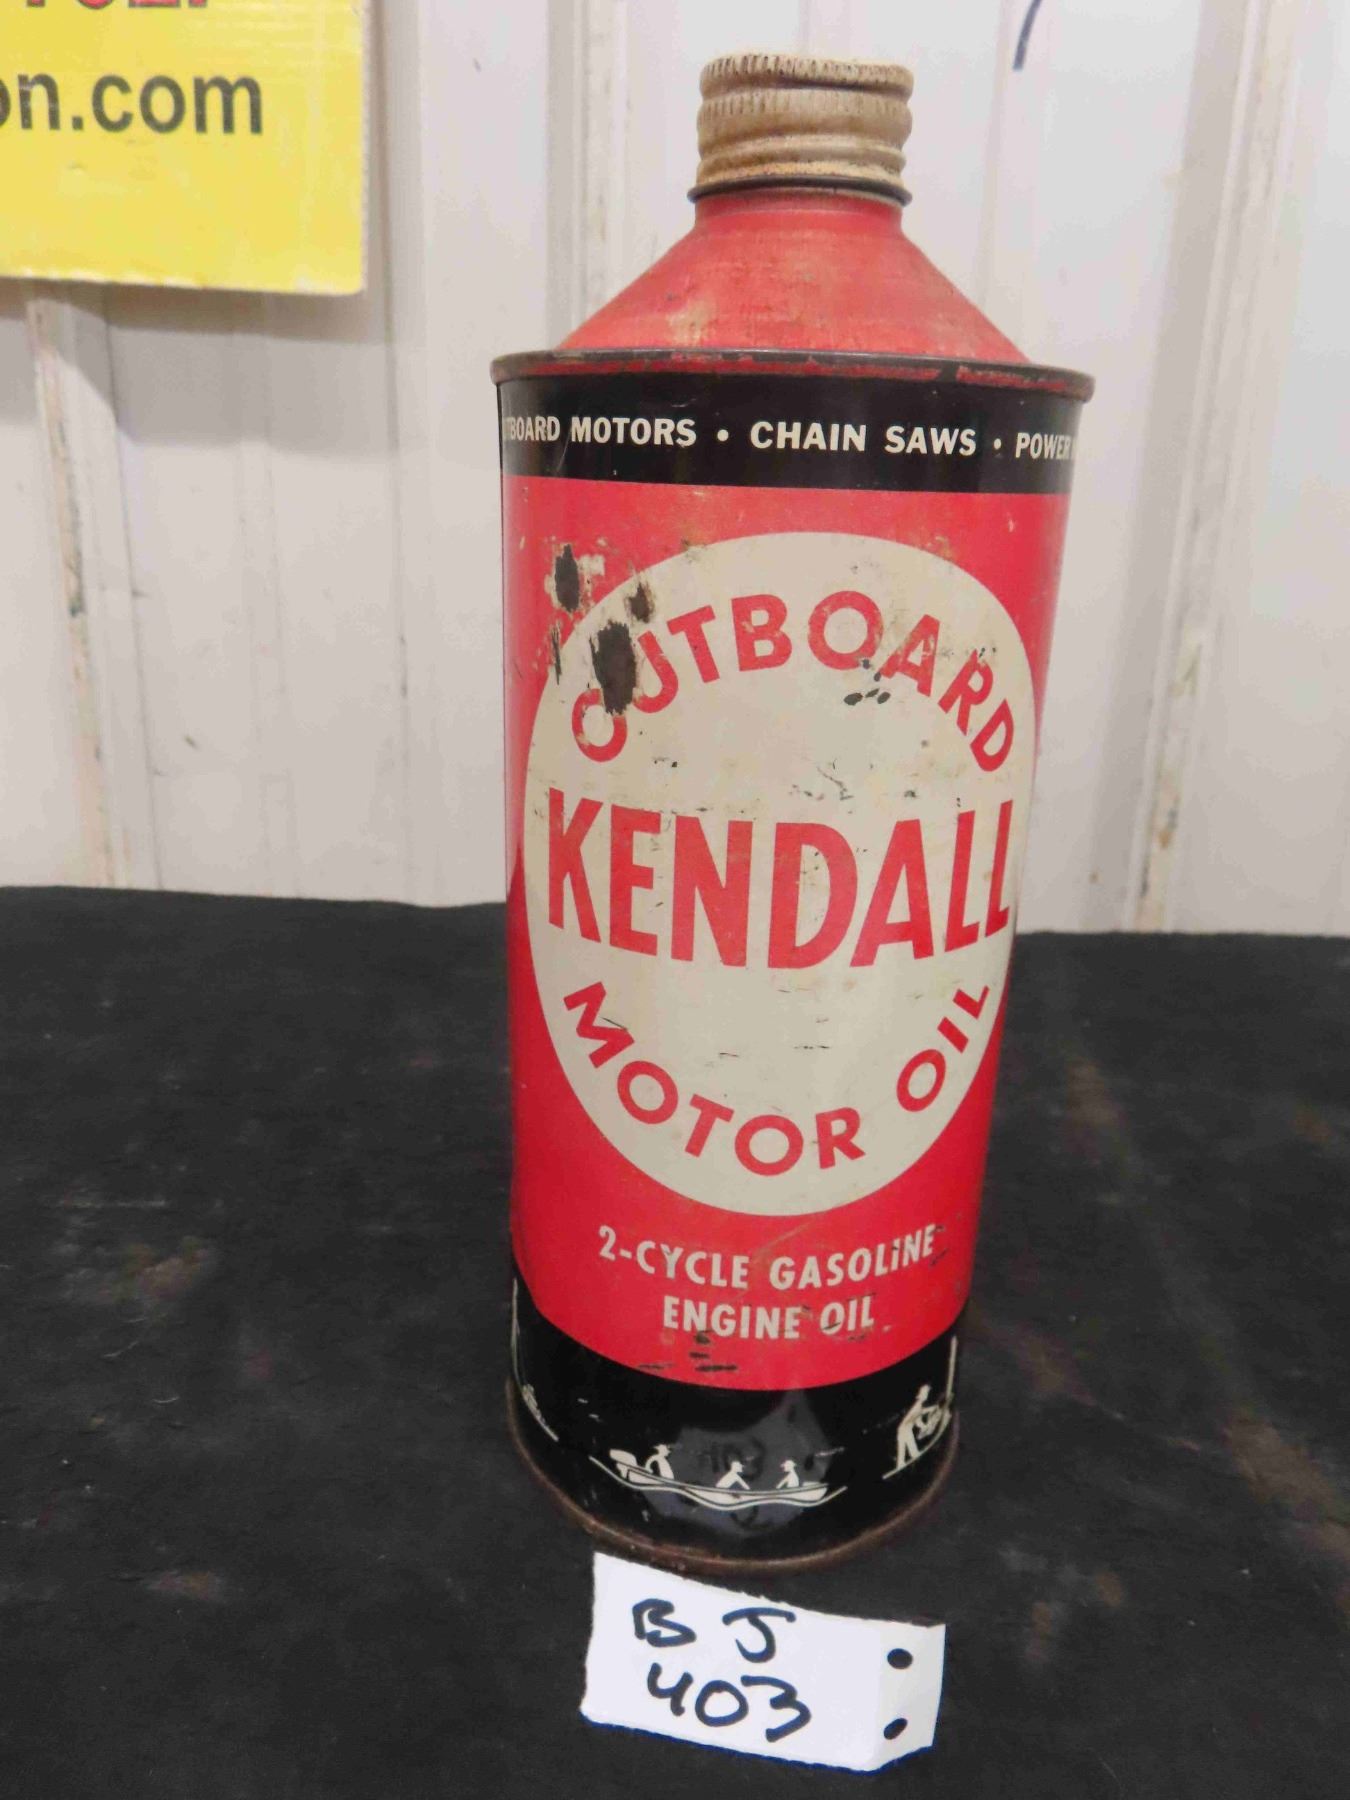 on.com
TBOARD MOTORS • CHAIN SAWS • POWER
OUTBOARD
KENDALL
MOTOR OIL
2-CYCLE GASOLINE
ENGINE OIL
B J
403